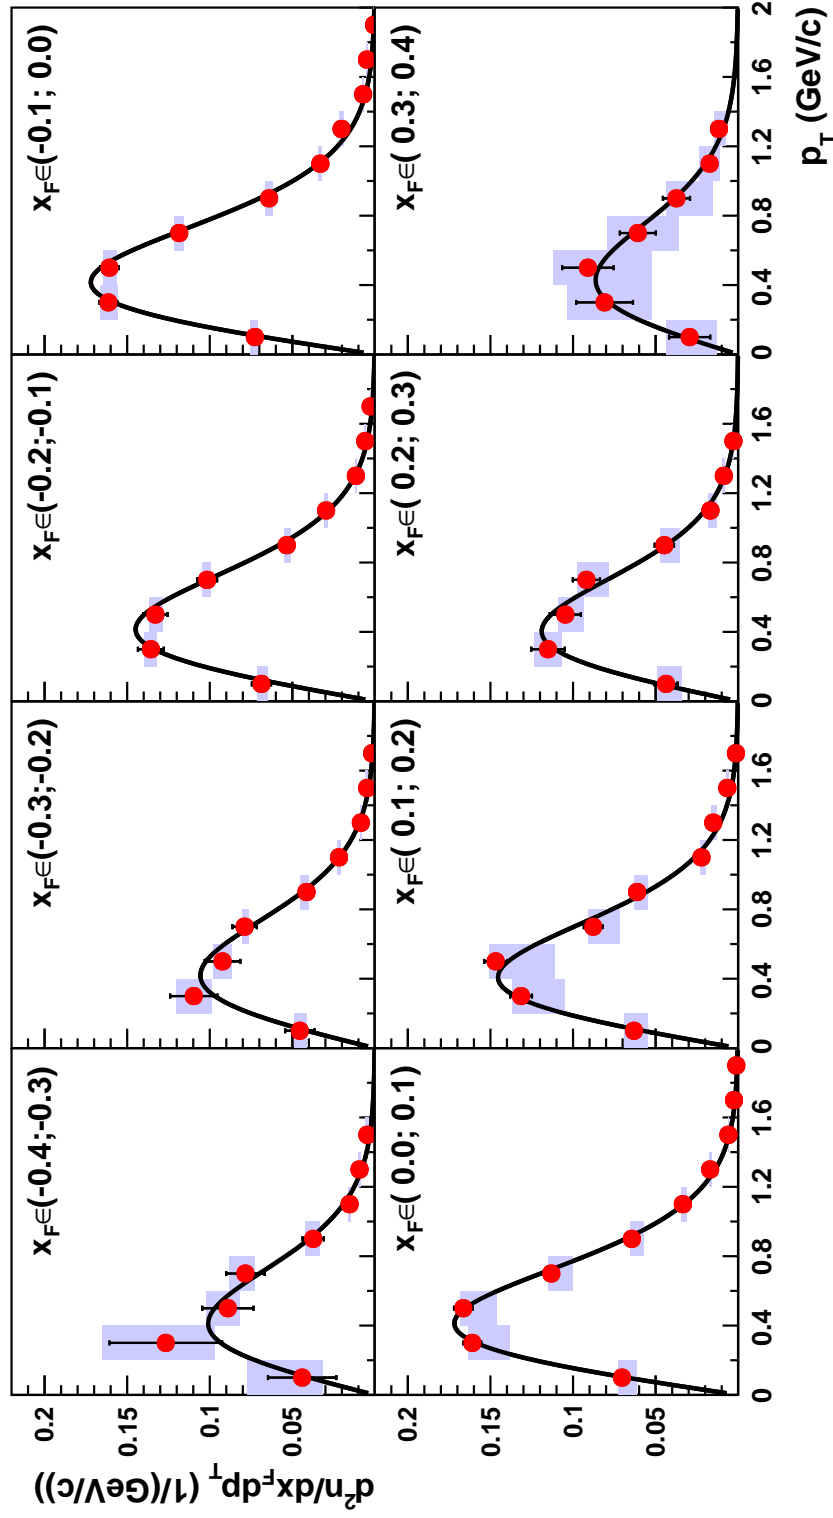 d²n/dx_F dp_T (1/(GeV/c))
x_F∈(-0.4;-0.3)
x_F∈(-0.3;-0.2)
x_F∈(-0.2;-0.1)
x_F∈(-0.1; 0.0)
0.2
0.15
0.1
0.05
x_F∈( 0.0; 0.1)
x_F∈( 0.1; 0.2)
x_F∈( 0.2; 0.3)
x_F∈( 0.3; 0.4)
0.2
0.15
0.1
0.05
0 0.4 0.8 1.2 1.6 0 0.4 0.8 1.2 1.6 0 0.4 0.8 1.2 1.6 0 0.4 0.8 1.2 1.6 2
p_T (GeV/c)